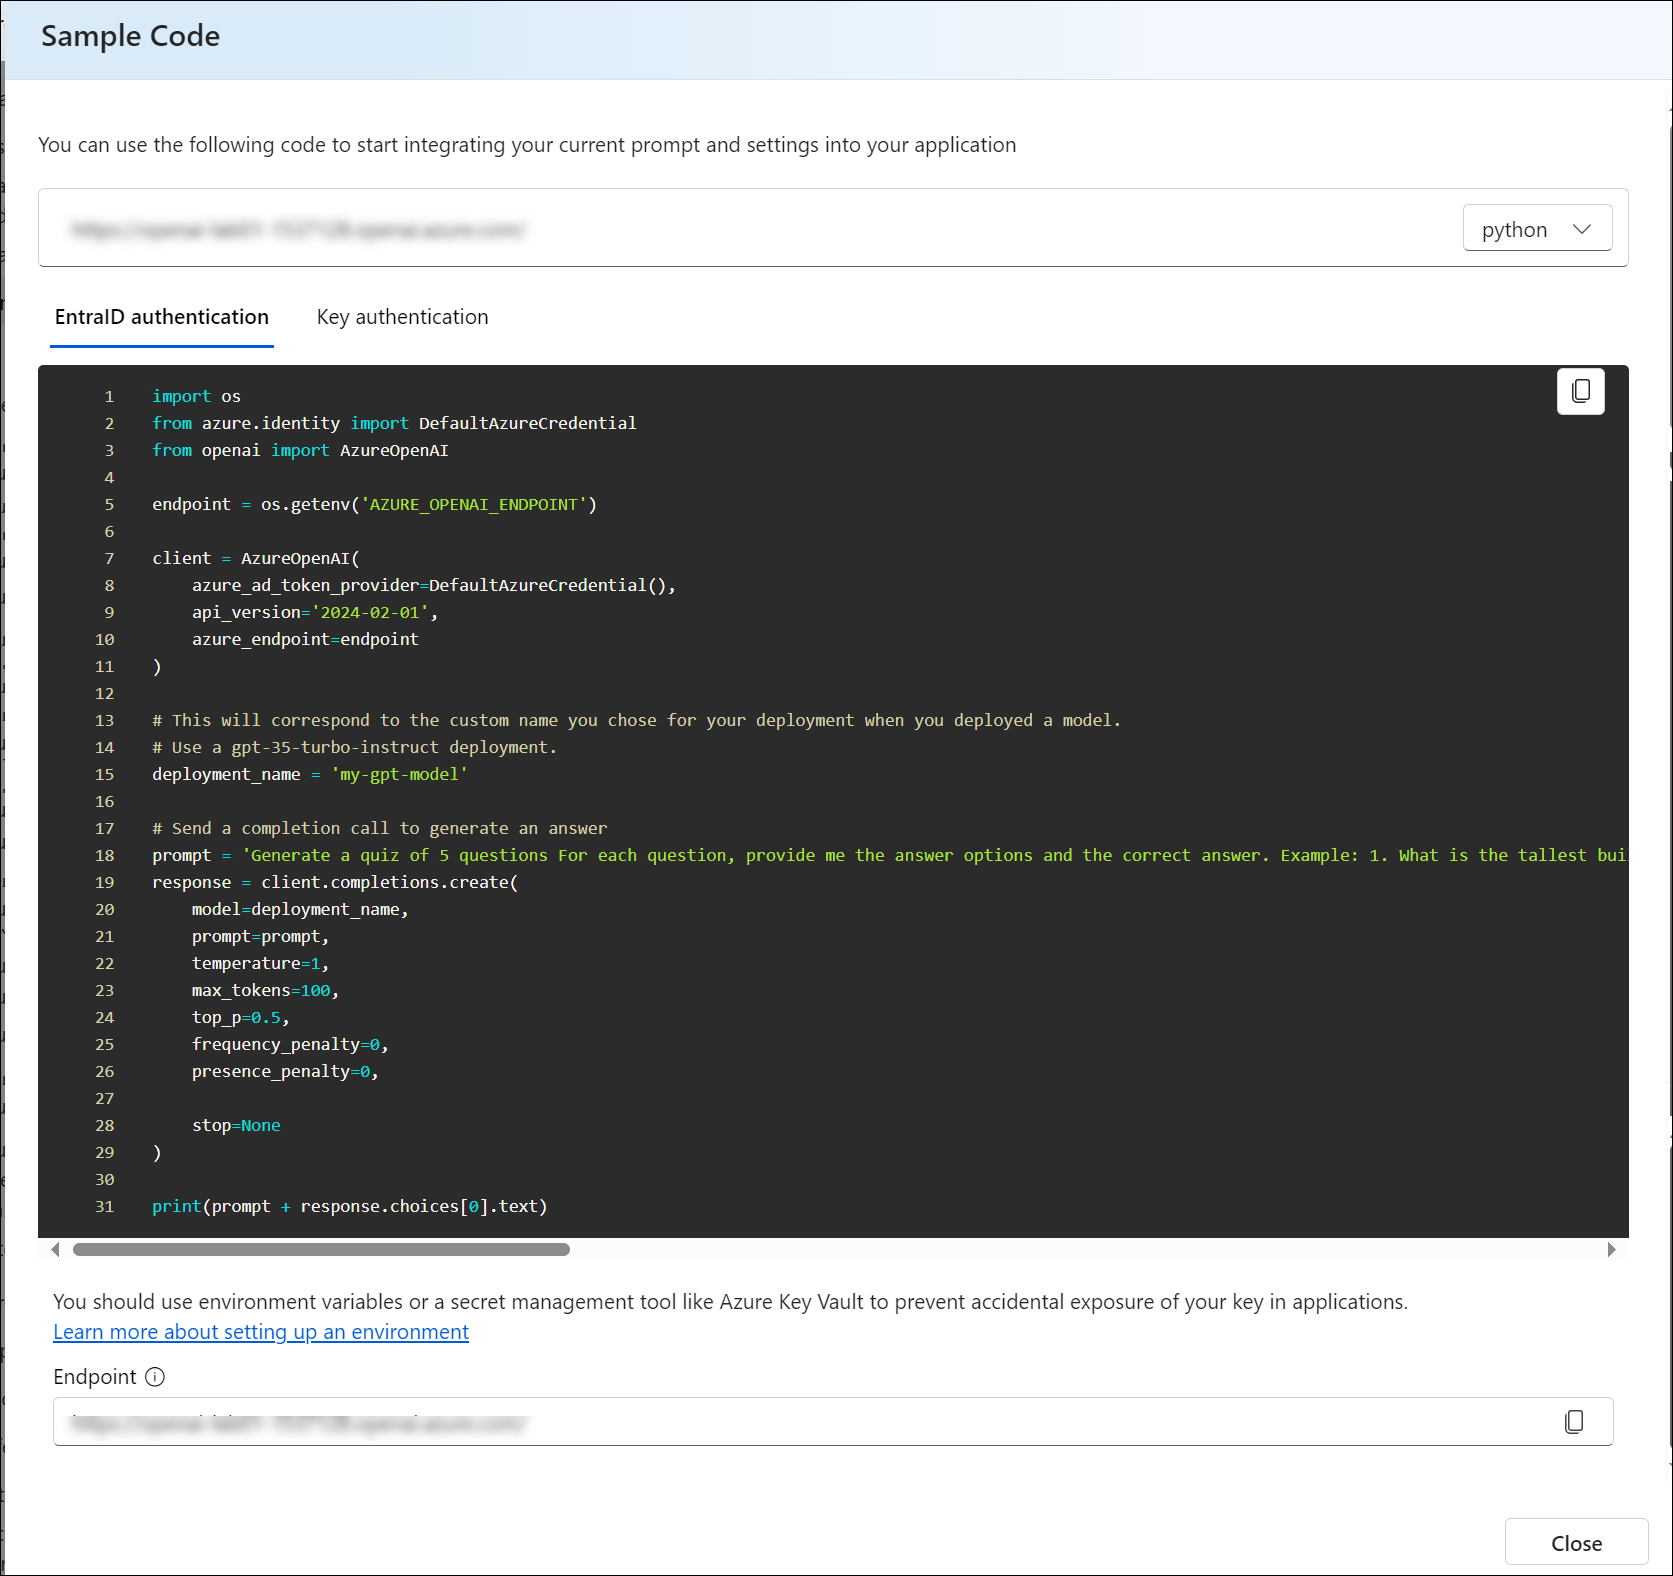 Sample Code
You can use the following code to start integrating your current prompt and settings into your application
python
EntraID authentication Key authentication
1 import os
2 from azure.identity import DefaultAzureCredential
3 from openai import AzureOpenAI
4
5 endpoint = os.getenv('AZURE_OPENAI_ENDPOINT')
6
7 client = AzureOpenAI(
8 azure_ad_token_provider=DefaultAzureCredential(),
9 api_version='2024-02-01',
10 azure_endpoint=endpoint
11 )
12
13 # This will correspond to the custom name you chose for your deployment when you deployed a model.
14 # Use a gpt-35-turbo-instruct deployment.
15 deployment_name = 'my-gpt-model'
16
17 # Send a completion call to generate an answer
18 prompt = 'Generate a quiz of 5 questions For each question, provide me the answer options and the correct answer. Example: 1. What is the tallest bui
19 response = client.completions.create(
20 model=deployment_name,
21 prompt=prompt,
22 temperature=1,
23 max_tokens=100,
24 top_p=0.5,
25 frequency_penalty=0,
26 presence_penalty=0,
27
28 stop=None
29 )
30
31 print(prompt + response.choices[0].text)
You should use environment variables or a secret management tool like Azure Key Vault to prevent accidental exposure of your key in applications.
Learn more about setting up an environment
Endpoint
Close